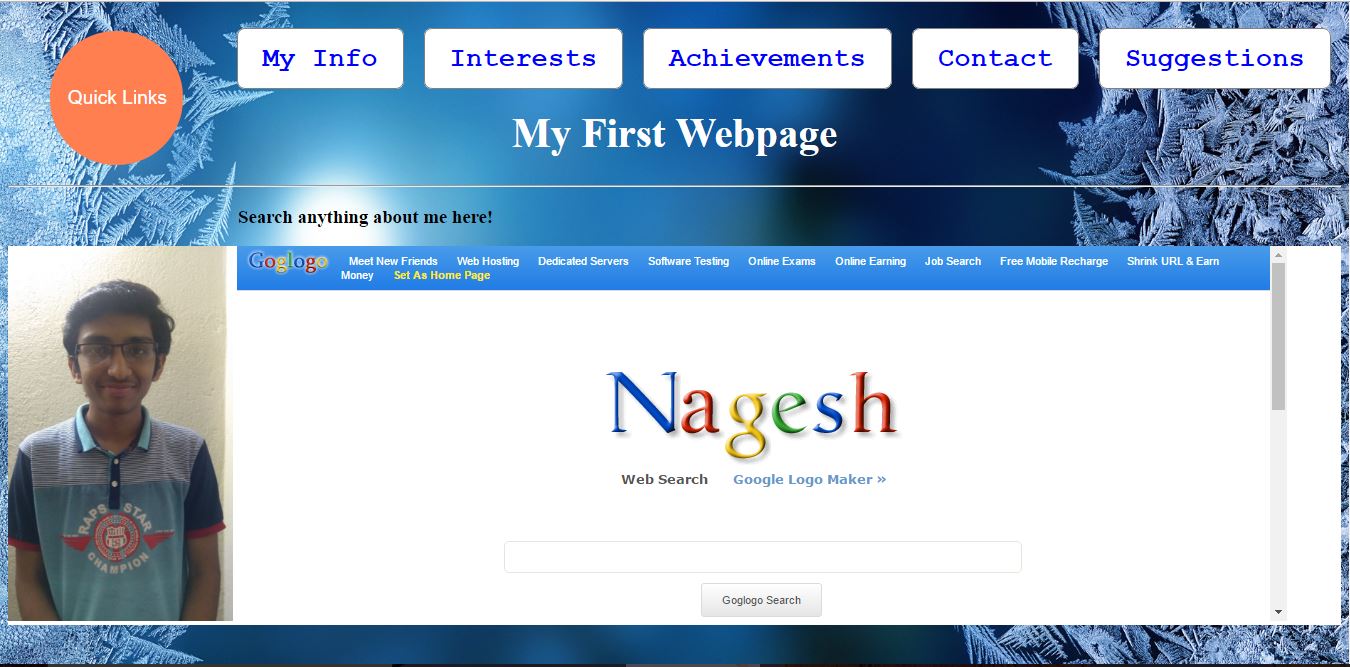 My Info
Interests
Achievements
Contact
Suggestions
Quick Links
My First Webpage
Search anything about me here!
Goglogo
Meet New Friends Web Hosting Dedicated Servers Software Testing Online Exams Online Earning Job Search Free Mobile Recharge Shrink URL & Earn
Money Set As Home Page
Nagesh
Web Search Google Logo Maker »
Goglogo Search
RAPS STAR
CHAMPION